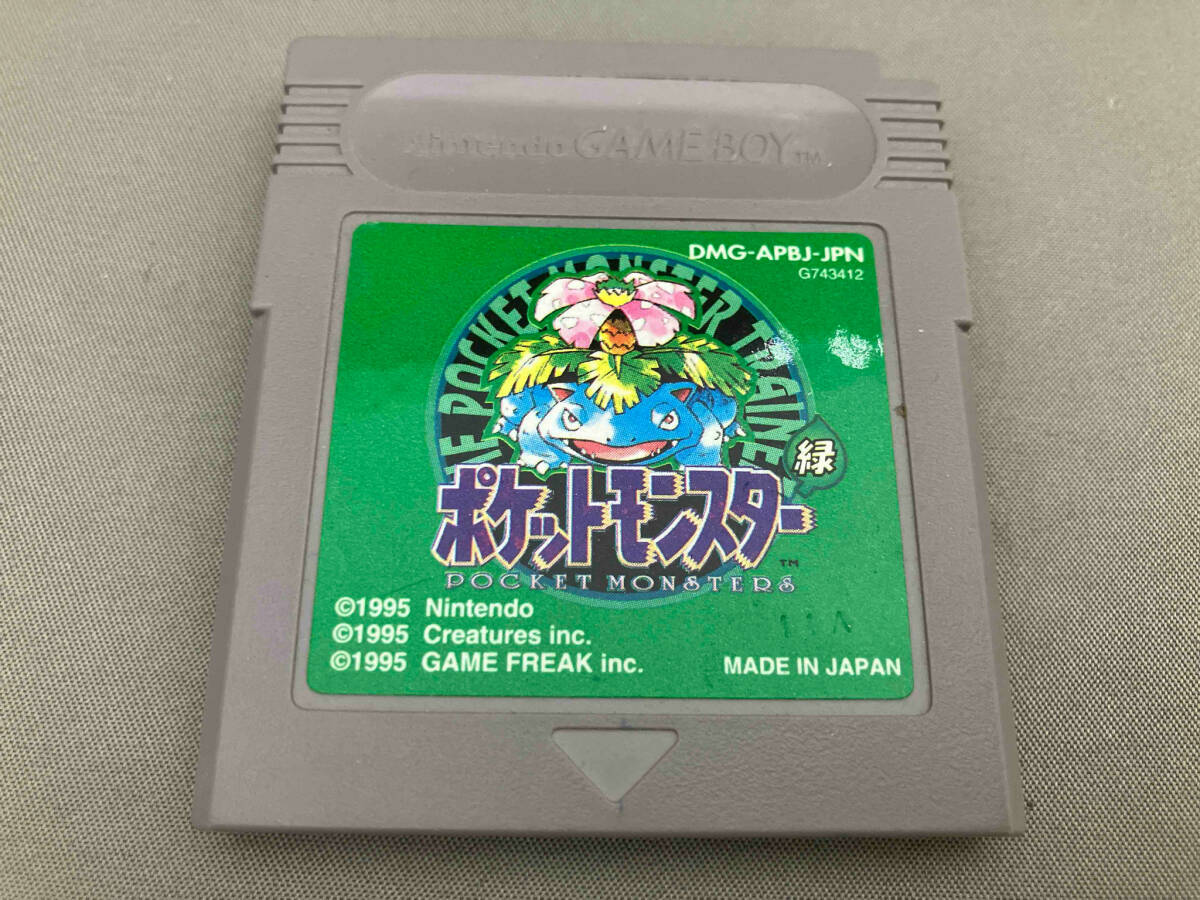 Nintendo GAME BOY™
DMG-APBJ-JPN
G743412
POCKET MONSTER TRAINER
緑
ポケットモンスター
™
POCKET MONSTERS
©1995 Nintendo
©1995 Creatures inc.
©1995 GAME FREAK inc.
MADE IN JAPAN